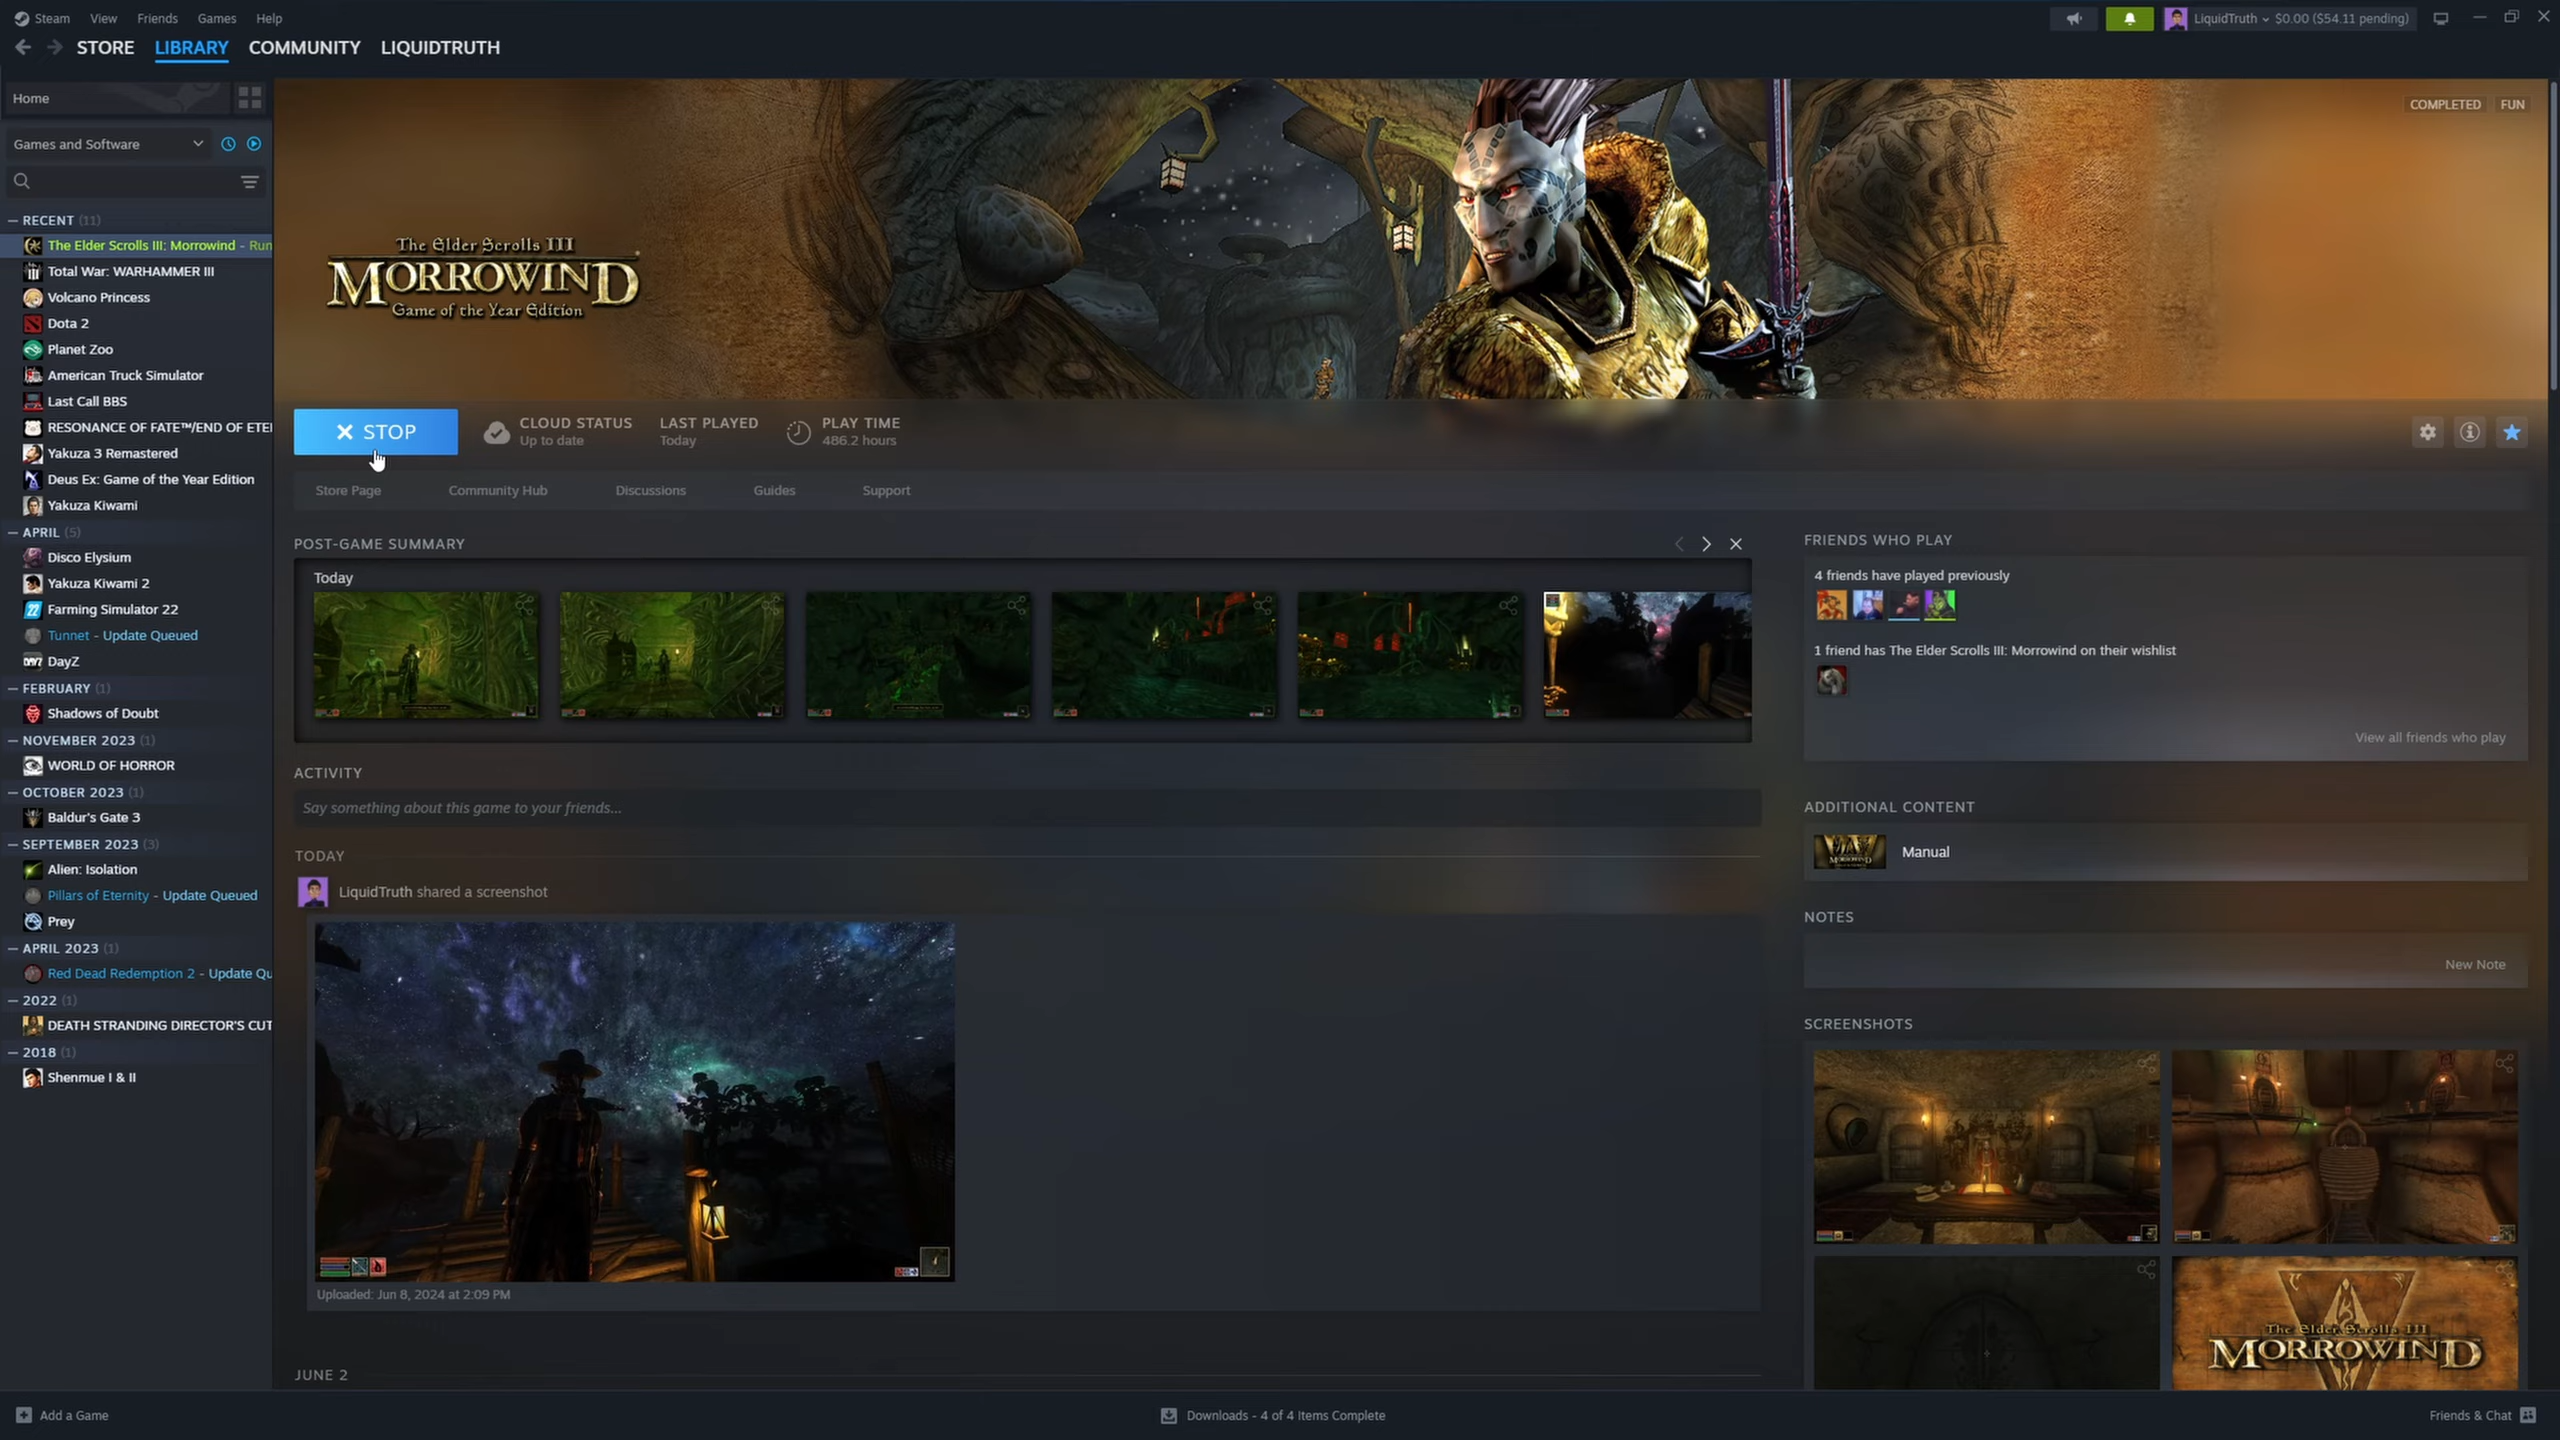 Steam View Friends Games Help
LiquidTruth $0.00 ($54.11 pending)
STORE LIBRARY COMMUNITY LIQUIDTRUTH
Home
Games and Software
RECENT (11)
The Elder Scrolls III: Morrowind - Run
Total War: WARHAMMER III
Volcano Princess
Dota 2
Planet Zoo
American Truck Simulator
Last Call BBS
RESONANCE OF FATE™/END OF ETE
Yakuza 3 Remastered
Deus Ex: Game of the Year Edition
Yakuza Kiwami
APRIL (5)
Disco Elysium
Yakuza Kiwami 2
Farming Simulator 22
Tunnet - Update Queued
DayZ
FEBRUARY (1)
Shadows of Doubt
NOVEMBER 2023 (1)
WORLD OF HORROR
OCTOBER 2023 (1)
Baldur's Gate 3
SEPTEMBER 2023 (3)
Alien: Isolation
Pillars of Eternity - Update Queued
Prey
APRIL 2023 (1)
Red Dead Redemption 2 - Update Qu
2022 (1)
DEATH STRANDING DIRECTOR'S CUT
2018 (1)
Shenmue I & II
COMPLETED FUN
The Elder Scrolls III
MORROWIND
Game of the Year Edition
STOP
CLOUD STATUS
Up to date
LAST PLAYED
Today
PLAY TIME
486.2 hours
Store Page Community Hub Discussions Guides Support
POST-GAME SUMMARY
Today
ACTIVITY
Say something about this game to your friends...
TODAY
LiquidTruth shared a screenshot
Uploaded: Jun 8, 2024 at 2:09 PM
JUNE 2
FRIENDS WHO PLAY
4 friends have played previously
1 friend has The Elder Scrolls III: Morrowind on their wishlist
View all friends who play
ADDITIONAL CONTENT
MORROWIND
Manual
NOTES
New Note
SCREENSHOTS
The Elder Scrolls III
MORROWIND
Add a Game
Downloads - 4 of 4 Items Complete
Friends & Chat